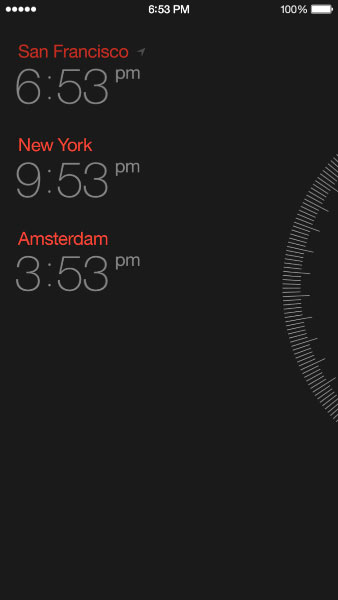 6:53 PM
100%
San Francisco
6:53 pm
New York
9:53 pm
Amsterdam
3:53 pm